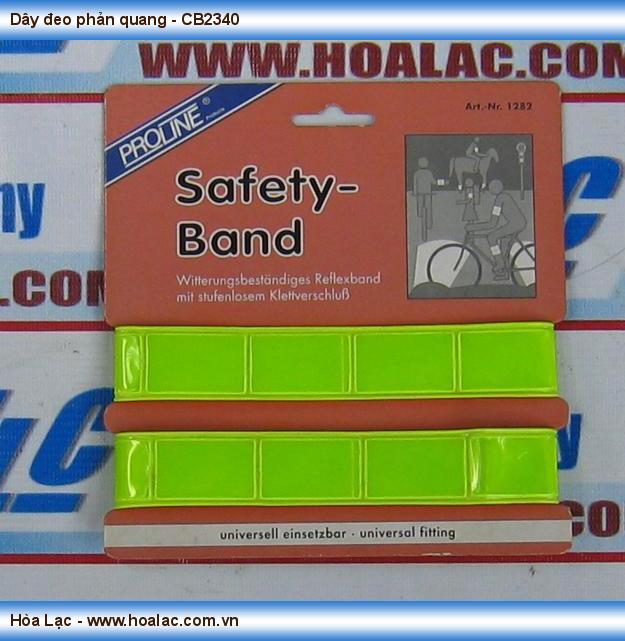 Dây đeo phản quang - CB2340
WWW.HOALAC.COM
PROLINE®
Products
Art.-Nr. 1282
Safety-
Band
Witterungsbeständiges Reflexband
mit stufenlosem Klettverschluß
universell einsetzbar - universal fitting
Hòa Lạc - www.hoalac.com.vn